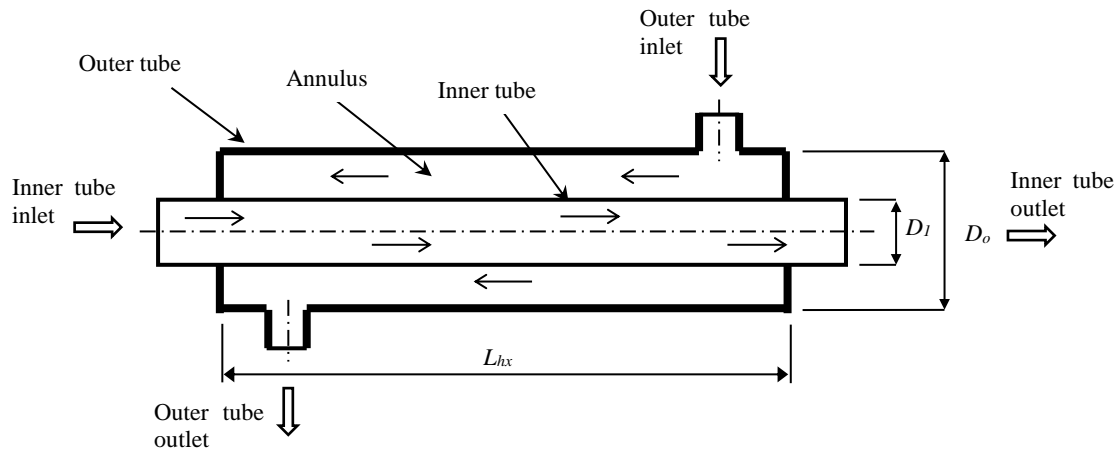 Outer tube
inlet
Outer tube
Annulus
Inner tube
Inner tube
inlet
Inner tube
outlet
D1
Do
Lhx
Outer tube
outlet